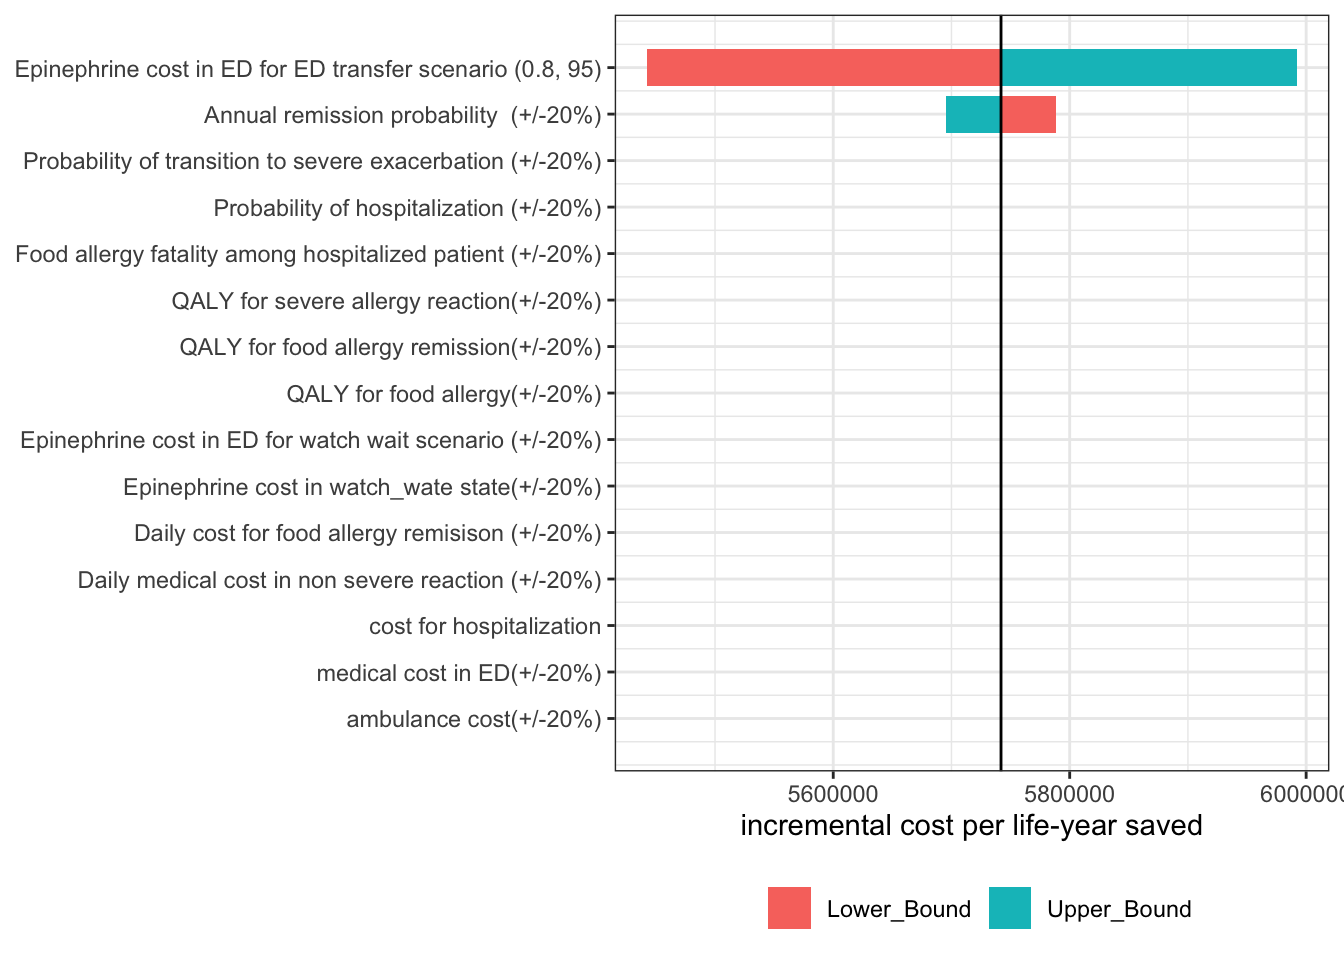 Epinephrine cost in ED for ED transfer scenario (0.8, 95)
Annual remission probability  (+/-20%)
Probability of transition to severe exacerbation (+/-20%)
Probability of hospitalization (+/-20%)
Food allergy fatality among hospitalized patient (+/-20%)
QALY for severe allergy reaction(+/-20%)
QALY for food allergy remission(+/-20%)
QALY for food allergy(+/-20%)
Epinephrine cost in ED for watch wait scenario (+/-20%)
Epinephrine cost in watch_wate state(+/-20%)
Daily cost for food allergy remisison (+/-20%)
Daily medical cost in non severe reaction (+/-20%)
cost for hospitalization
medical cost in ED(+/-20%)
ambulance cost(+/-20%)
5600000 5800000 6000000
incremental cost per life-year saved
Lower_Bound Upper_Bound